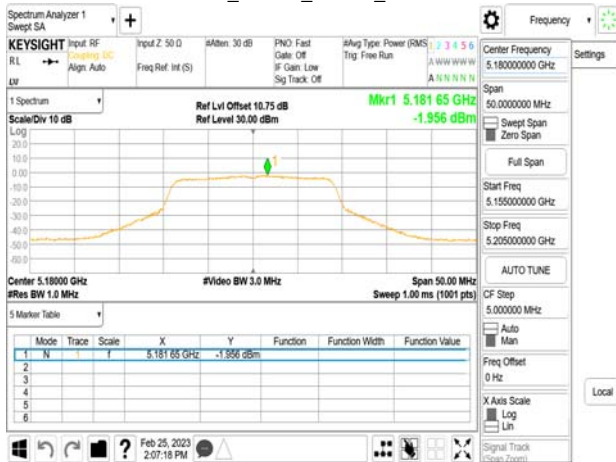 Spectrum Analyzer 1
Swept SA
+
Frequency
KEYSIGHT
RL
LV
Input: RF
Coupling: DC
Align: Auto
Input Z: 50 Ω
Freq Ref: Int (S)
#Atten: 30 dB
PNO: Fast
Gate: Off
IF Gain: Low
Sig Track: Off
#Avg Type: Power (RMS
Trig: Free Run
1 2 3 4 5 6
A W W W W W
A N N N N N
1 Spectrum
Scale/Div 10 dB
Ref Lvl Offset 10.75 dB
Ref Level 30.00 dBm
Mkr1 5.181 65 GHz
-1.956 dBm
Log
20.0
10.0
0.00
-10.0
-20.0
-30.0
-40.0
-50.0
-60.0
1
Center 5.18000 GHz
#Res BW 1.0 MHz
#Video BW 3.0 MHz
Span 50.00 MHz
Sweep 1.00 ms (1001 pts)
5 Marker Table
Mode Trace Scale X Y Function Function Width Function Value
1 N 1 f 5.181 65 GHz -1.956 dBm
2
3
4
5
6
Feb 25, 2023
2:07:18 PM
Center Frequency
5.180000000 GHz
Span
50.0000000 MHz
Swept Span
Zero Span
Full Span
Start Freq
5.155000000 GHz
Stop Freq
5.205000000 GHz
AUTO TUNE
CF Step
5.000000 MHz
Auto
Man
Freq Offset
0 Hz
X Axis Scale
Log
Lin
Signal Track
(Span Zoom)
Settings
Local